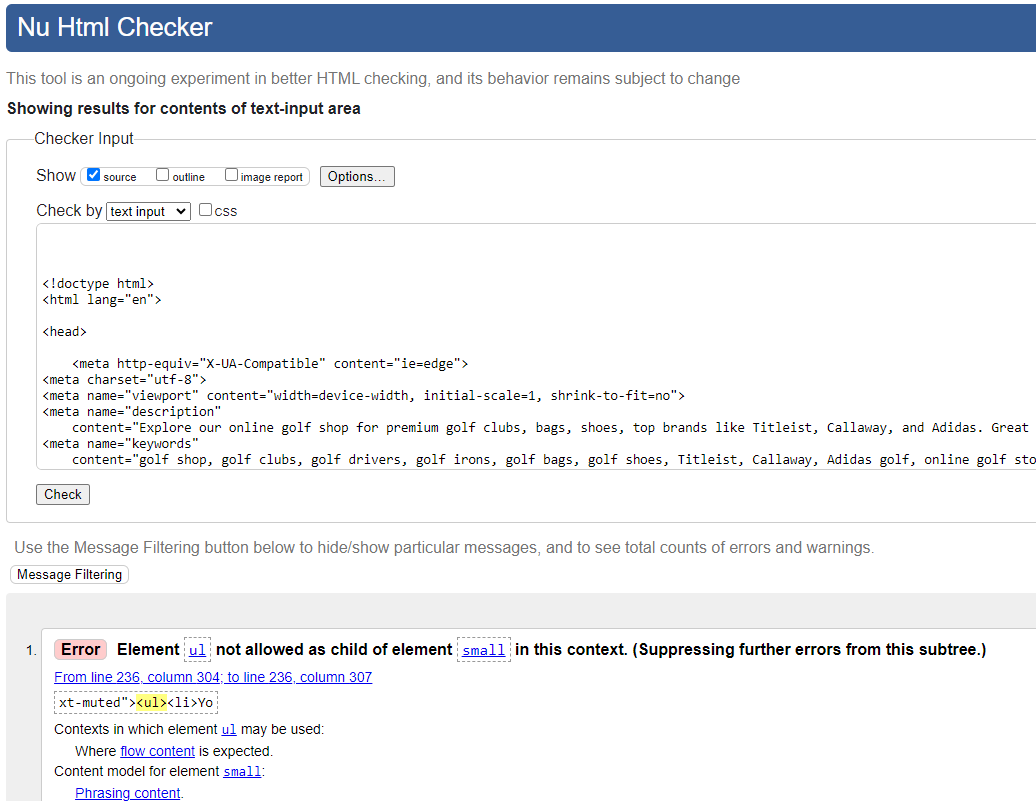 Nu Html Checker
This tool is an ongoing experiment in better HTML checking, and its behavior remains subject to change
Showing results for contents of text-input area
Checker Input
Show source outline image report Options...
Check by text input css
<!doctype html>
<html lang="en">
<head>
<meta http-equiv="X-UA-Compatible" content="ie=edge">
<meta charset="utf-8">
<meta name="viewport" content="width=device-width, initial-scale=1, shrink-to-fit=no">
<meta name="description"
content="Explore our online golf shop for premium golf clubs, bags, shoes, top brands like Titleist, Callaway, and Adidas. Great
<meta name="keywords"
content="golf shop, golf clubs, golf drivers, golf irons, golf bags, golf shoes, Titleist, Callaway, Adidas golf, online golf sto
Check
Use the Message Filtering button below to hide/show particular messages, and to see total counts of errors and warnings.
Message Filtering
1. Error Element ul not allowed as child of element small in this context. (Suppressing further errors from this subtree.)
From line 236, column 304; to line 236, column 307
xt-muted"><ul><li>Yo
Contexts in which element ul may be used:
Where flow content is expected.
Content model for element small:
Phrasing content.